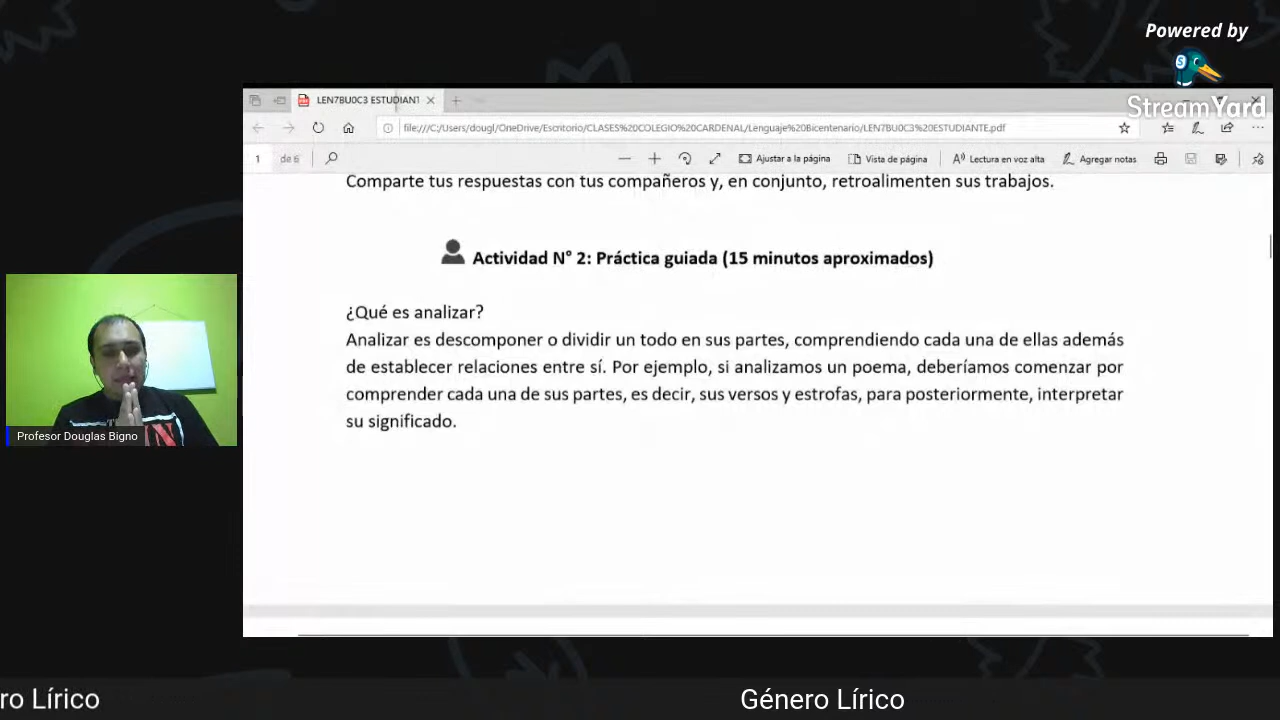 Powered by
StreamYard
LEN7BU0C3 ESTUDIANT
file:///C:/Users/dougl/OneDrive/Escritorio/CLASES%20COLEGIO%20CARDENAL/Lenguaje%20Bicentenario/LEN7BU0C3%20ESTUDIANTE.pdf
1 de 6 Ajustar a la página Vista de página Lectura en voz alta Agregar notas
Comparte tus respuestas con tus compañeros y, en conjunto, retroalimenten sus trabajos.
Actividad N° 2: Práctica guiada (15 minutos aproximados)
¿Qué es analizar?
Analizar es descomponer o dividir un todo en sus partes, comprendiendo cada una de ellas además
de establecer relaciones entre sí. Por ejemplo, si analizamos un poema, deberíamos comenzar por
comprender cada una de sus partes, es decir, sus versos y estrofas, para posteriormente, interpretar
su significado.
Profesor Douglas Bigno
ro Lírico
Género Lírico